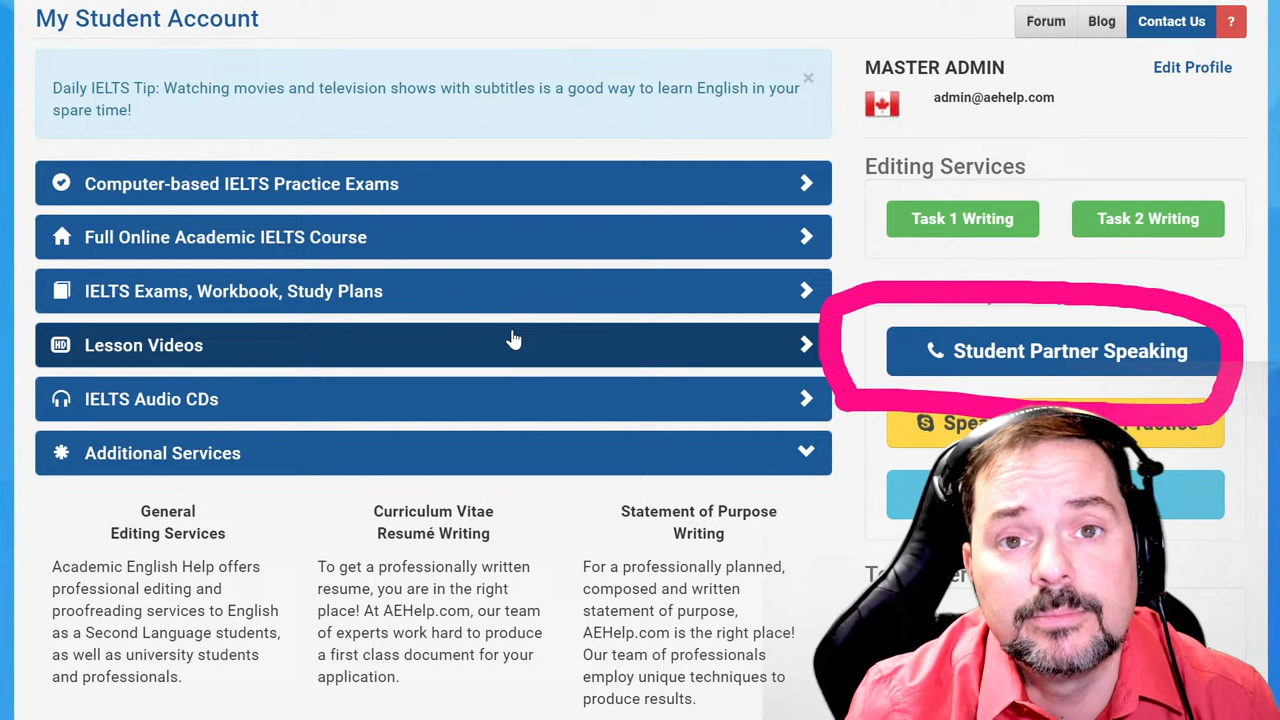 My Student Account
Forum
Blog
Contact Us
?
Daily IELTS Tip: Watching movies and television shows with subtitles is a good way to learn English in your
spare time!
×
MASTER ADMIN
Edit Profile
admin@aehelp.com
Computer-based IELTS Practice Exams
Full Online Academic IELTS Course
IELTS Exams, Workbook, Study Plans
HD Lesson Videos
IELTS Audio CDs
Additional Services
Editing Services
Task 1 Writing
Task 2 Writing
Student Partner Speaking
General
Editing Services
Academic English Help offers
professional editing and
proofreading services to English
as a Second Language students,
as well as university students
and professionals.
Curriculum Vitae
Resumé Writing
To get a professionally written
resume, you are in the right
place! At AEHelp.com, our team
of experts work hard to produce
a first class document for your
application.
Statement of Purpose
Writing
For a professionally planned,
composed and written
statement of purpose,
AEHelp.com is the right place!
Our team of professionals
employ unique techniques to
produce results.